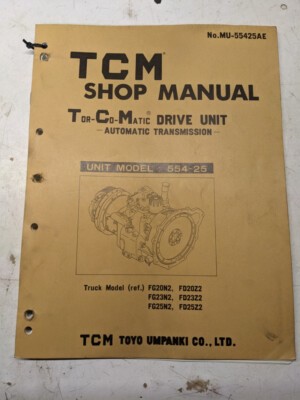 No.MU-55425AE
TCM
SHOP MANUAL
TOR-CO-MATIC® DRIVE UNIT
-AUTOMATIC TRANSMISSION-
UNIT MODEL 554-25
Truck Model (ref.) FG20N2, FD20Z2
FG23N2, FD23Z2
FG25N2, FD25Z2
TCM TOYO UMPANKI CO., LTD.